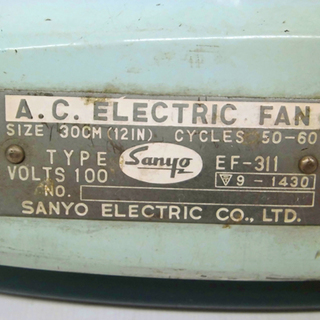 A.C. ELECTRIC FAN
SIZE 30CM (12IN) CYCLES 50-60
TYPE Sanyo EF-311
VOLTS 100 ▽9-1430
NO.
SANYO ELECTRIC CO., LTD.